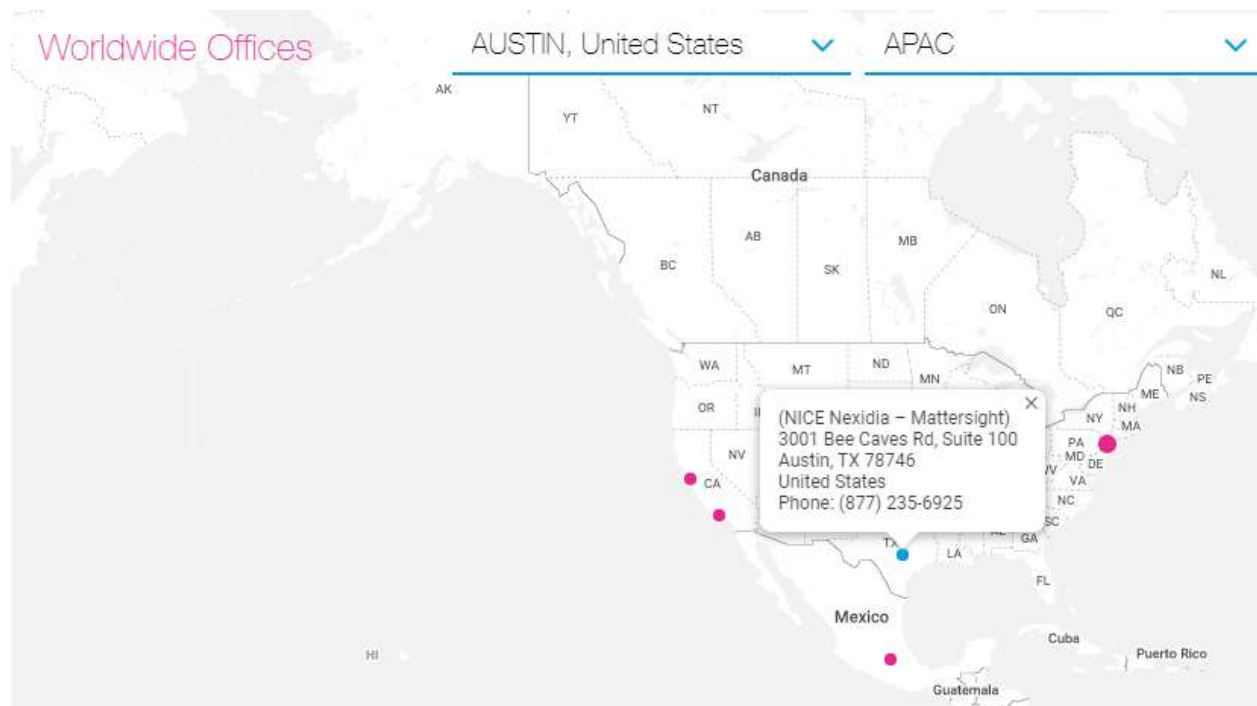 Worldwide Offices
AUSTIN, United States
APAC
AK
YT
NT
Canada
AB
MB
BC
SK
NL
ON
QC
WA
MT
ND
MN
NB
PE
ME
NS
OR
NH
NY
MA
(NICE Nexidia – Mattersight)
3001 Bee Caves Rd, Suite 100
Austin, TX 78746
United States
Phone: (877) 235-6925
PA
MD
DE
NV
VA
CA
NC
SC
GA
TX
LA
FL
Mexico
Cuba
HI
Puerto Rico
Guatemala